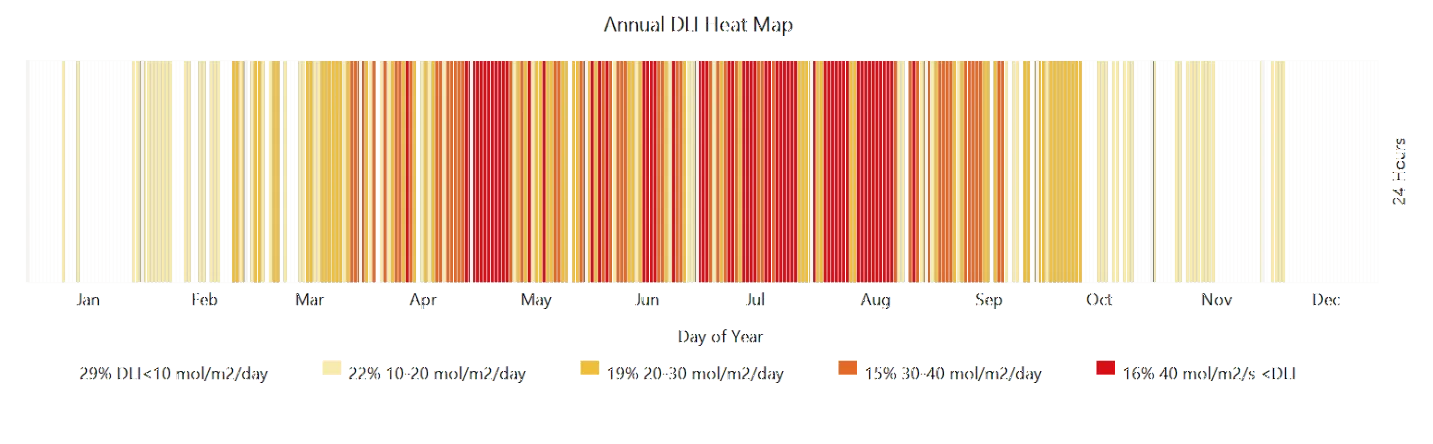 Annual DLI Heat Map
24 Hours
Jan Feb Mar Apr May Jun Jul Aug Sep Oct Nov Dec
Day of Year
29% DLI<10 mol/m2/day 22% 10-20 mol/m2/day 19% 20-30 mol/m2/day 15% 30-40 mol/m2/day 16% 40 mol/m2/s <DLI